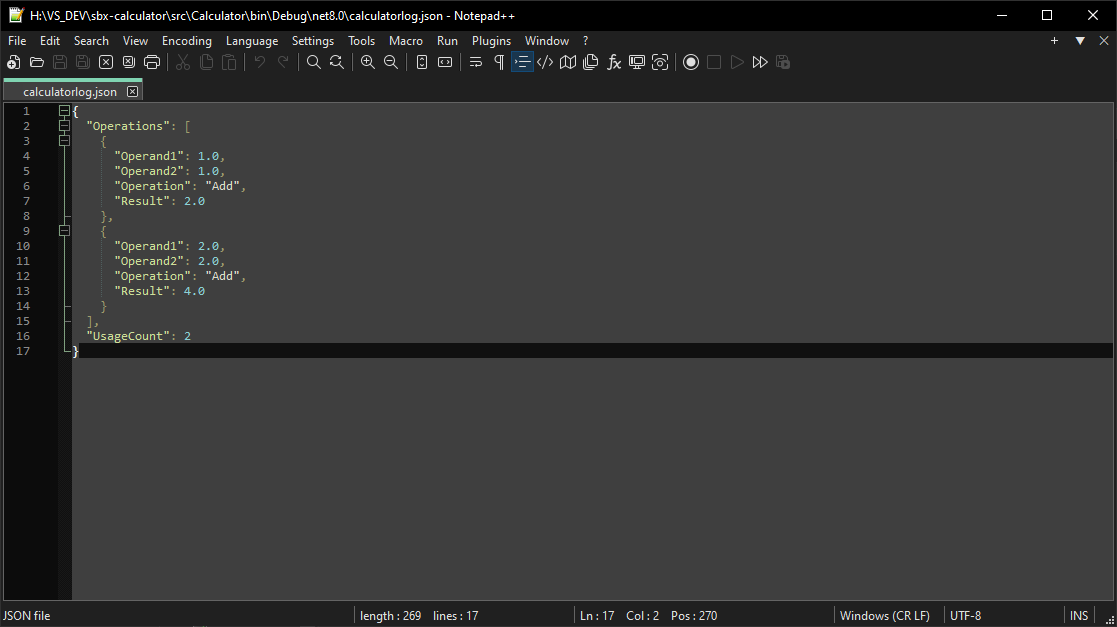 H:\VS_DEV\sbx-calculator\src\Calculator\bin\Debug\net8.0\calculatorlog.json - Notepad++
File Edit Search View Encoding Language Settings Tools Macro Run Plugins Window ?
calculatorlog.json
1 {
2   "Operations": [
3     {
4       "Operand1": 1.0,
5       "Operand2": 1.0,
6       "Operation": "Add",
7       "Result": 2.0
8     },
9     {
10       "Operand1": 2.0,
11       "Operand2": 2.0,
12       "Operation": "Add",
13       "Result": 4.0
14     }
15   ],
16   "UsageCount": 2
17 }
JSON file length : 269 lines : 17 Ln : 17 Col : 2 Pos : 270 Windows (CR LF) UTF-8 INS